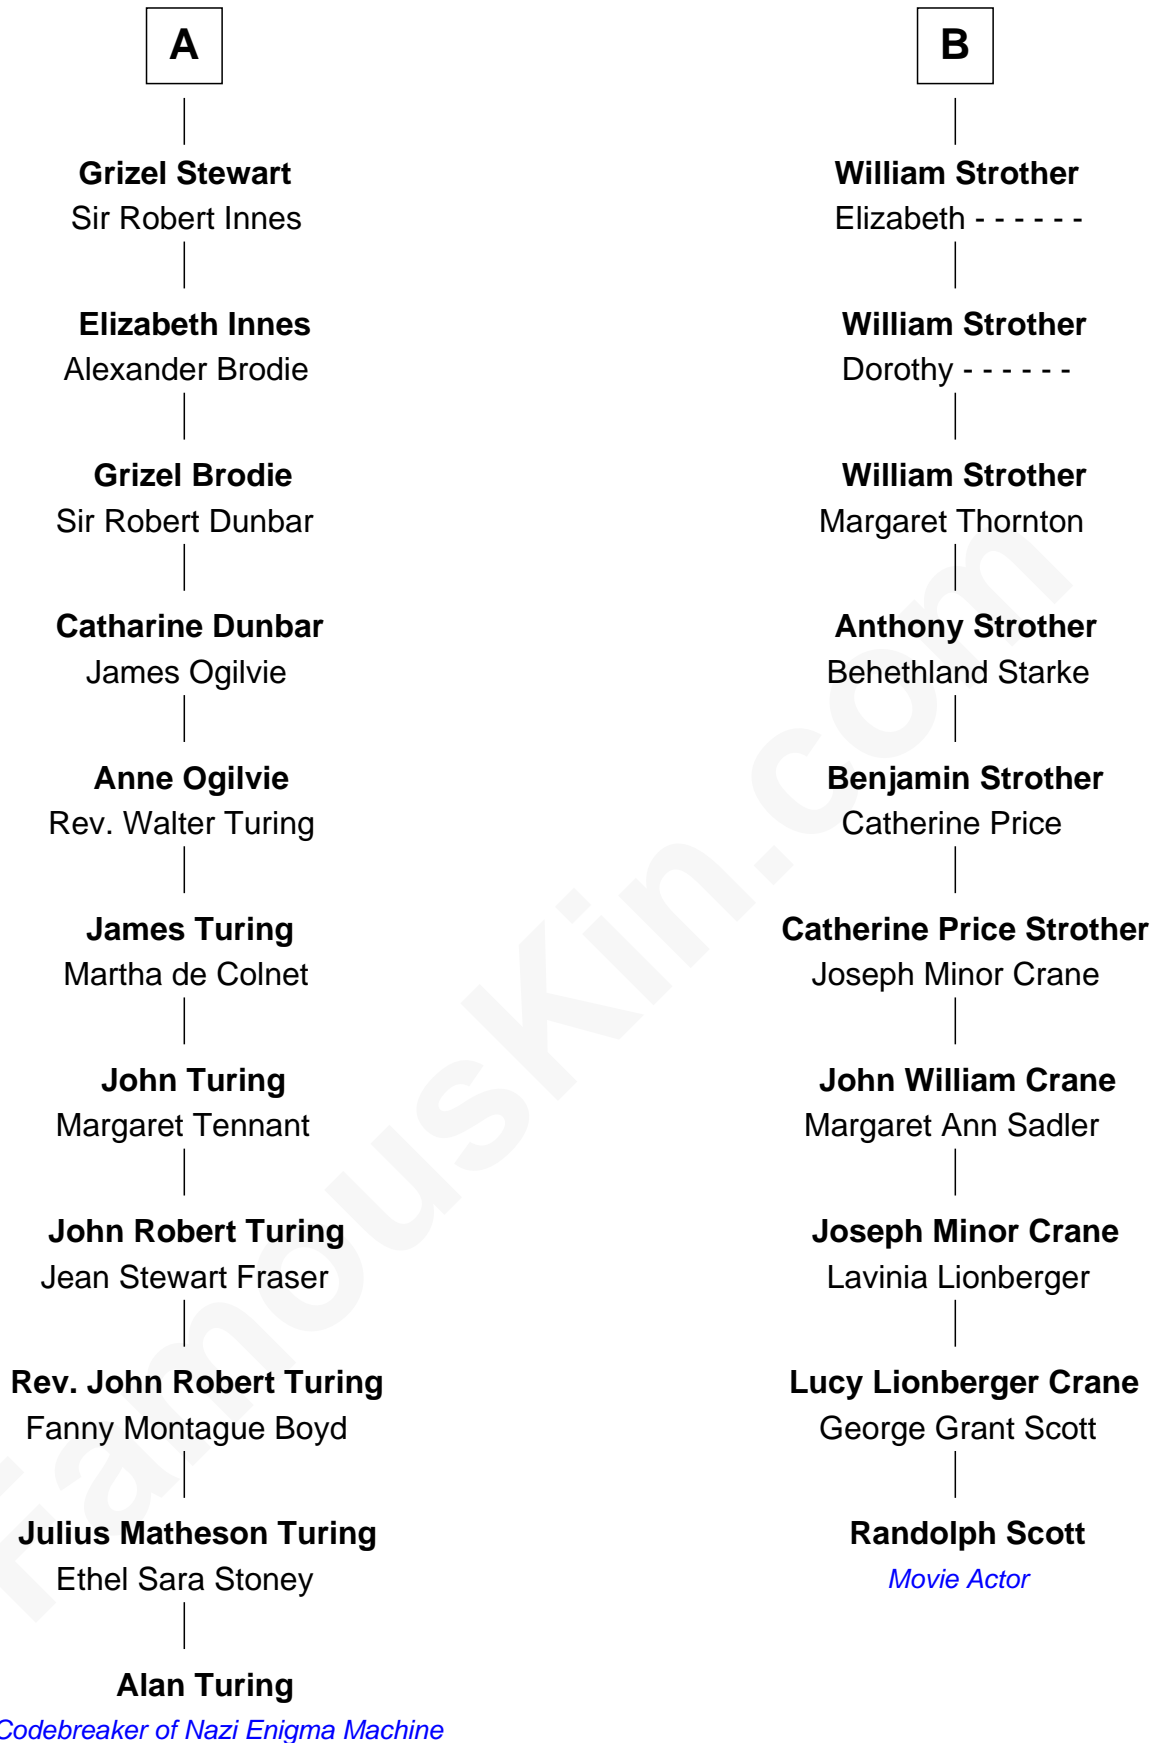 A
Grizel Stewart
Sir Robert Innes
Elizabeth Innes
Alexander Brodie
Grizel Brodie
Sir Robert Dunbar
Catharine Dunbar
James Ogilvie
Anne Ogilvie
Rev. Walter Turing
James Turing
Martha de Colnet
John Turing
Margaret Tennant
John Robert Turing
Jean Stewart Fraser
Rev. John Robert Turing
Fanny Montague Boyd
Julius Matheson Turing
Ethel Sara Stoney
Alan Turing
Codebreaker of Nazi Enigma Machine
B
William Strother
Elizabeth - - - - - -
William Strother
Dorothy - - - - - -
William Strother
Margaret Thornton
Anthony Strother
Behethland Starke
Benjamin Strother
Catherine Price
Catherine Price Strother
Joseph Minor Crane
John William Crane
Margaret Ann Sadler
Joseph Minor Crane
Lavinia Lionberger
Lucy Lionberger Crane
George Grant Scott
Randolph Scott
Movie Actor
FamousKin.com